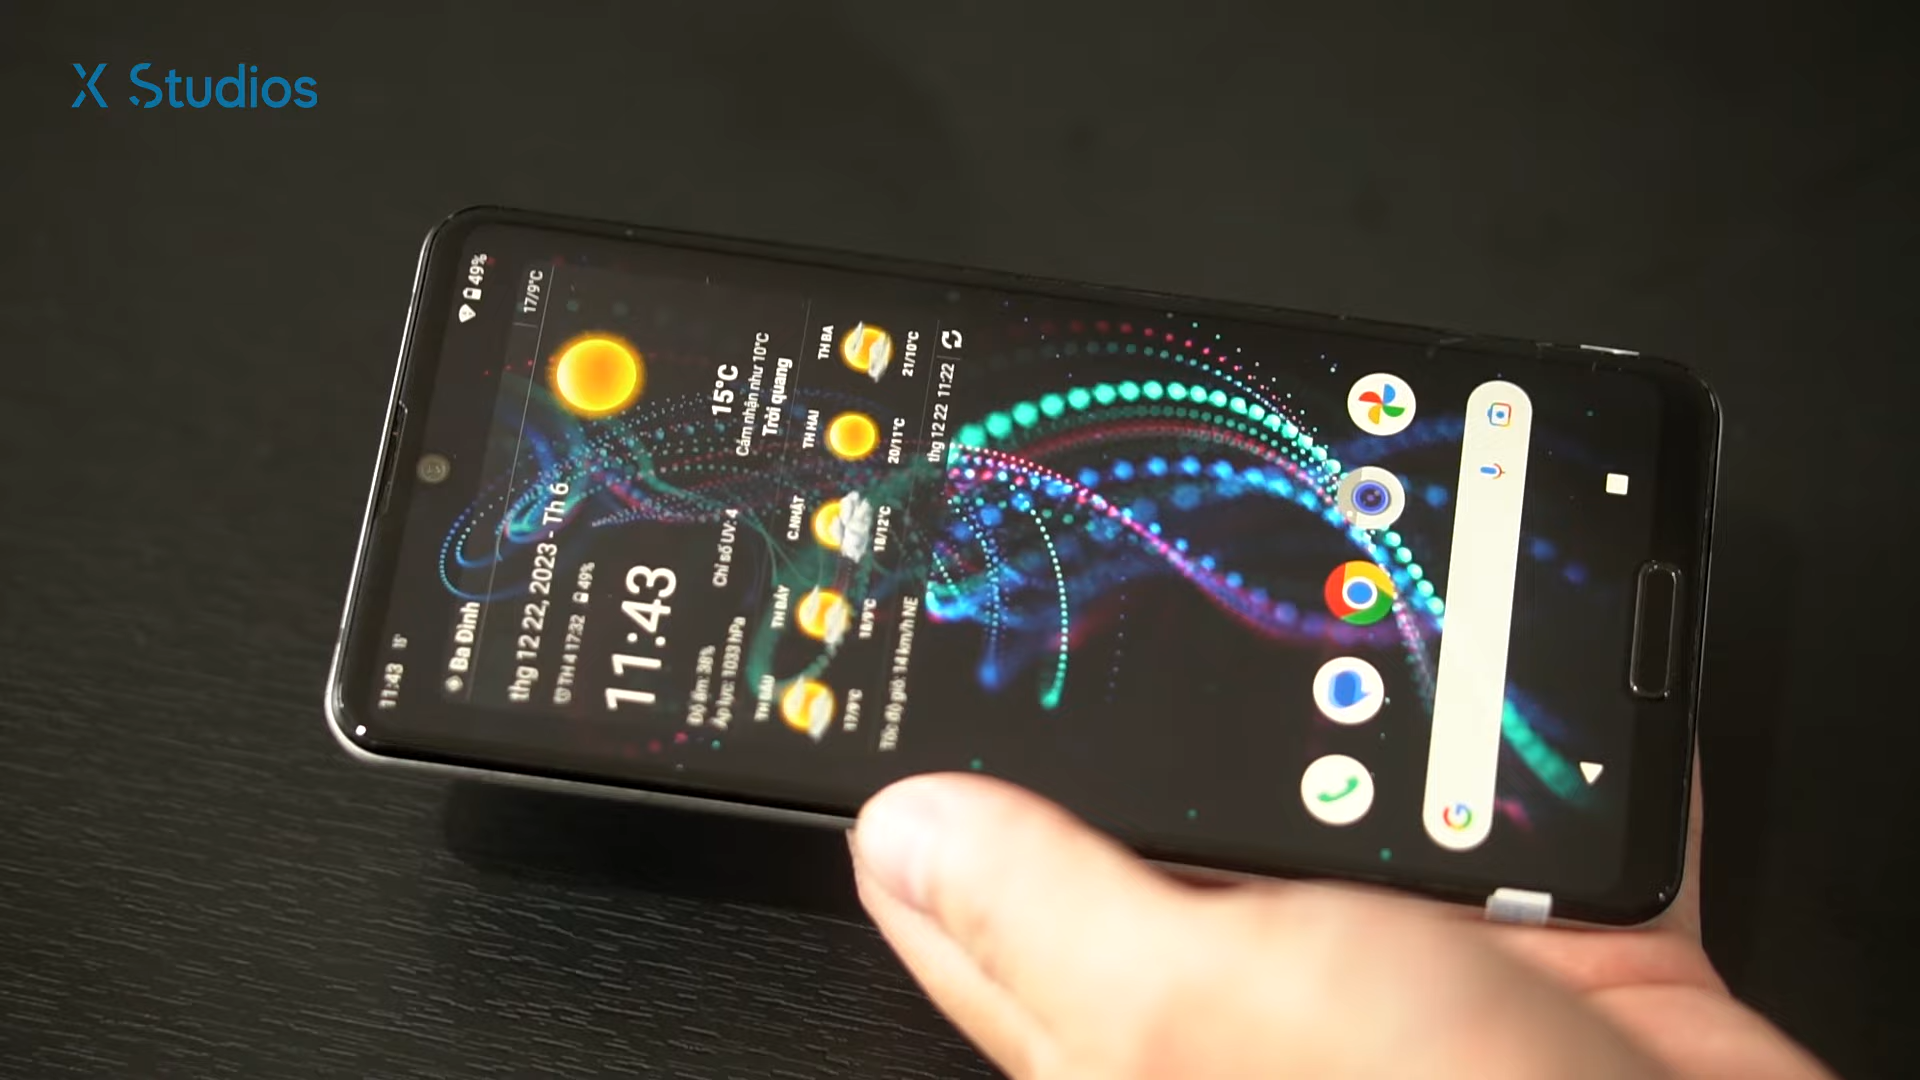 X Studios
11:43 15°
49%
Ba Đình
17/9°C
thg 12 22, 2023 - Th 6
TH 4 17:32 49%
11:43
15°C
Cảm nhận như 10°C
Trời quang
Độ ẩm: 38%
Áp lực: 1033 hPa
Chỉ số UV: 4
TH SÁU
TH BẢY
C.NHẬT
TH HAI
TH BA
17/9°C
18/9°C
18/12°C
20/11°C
21/10°C
Tốc độ gió: 14 km/h NE
thg 12 22 11:22